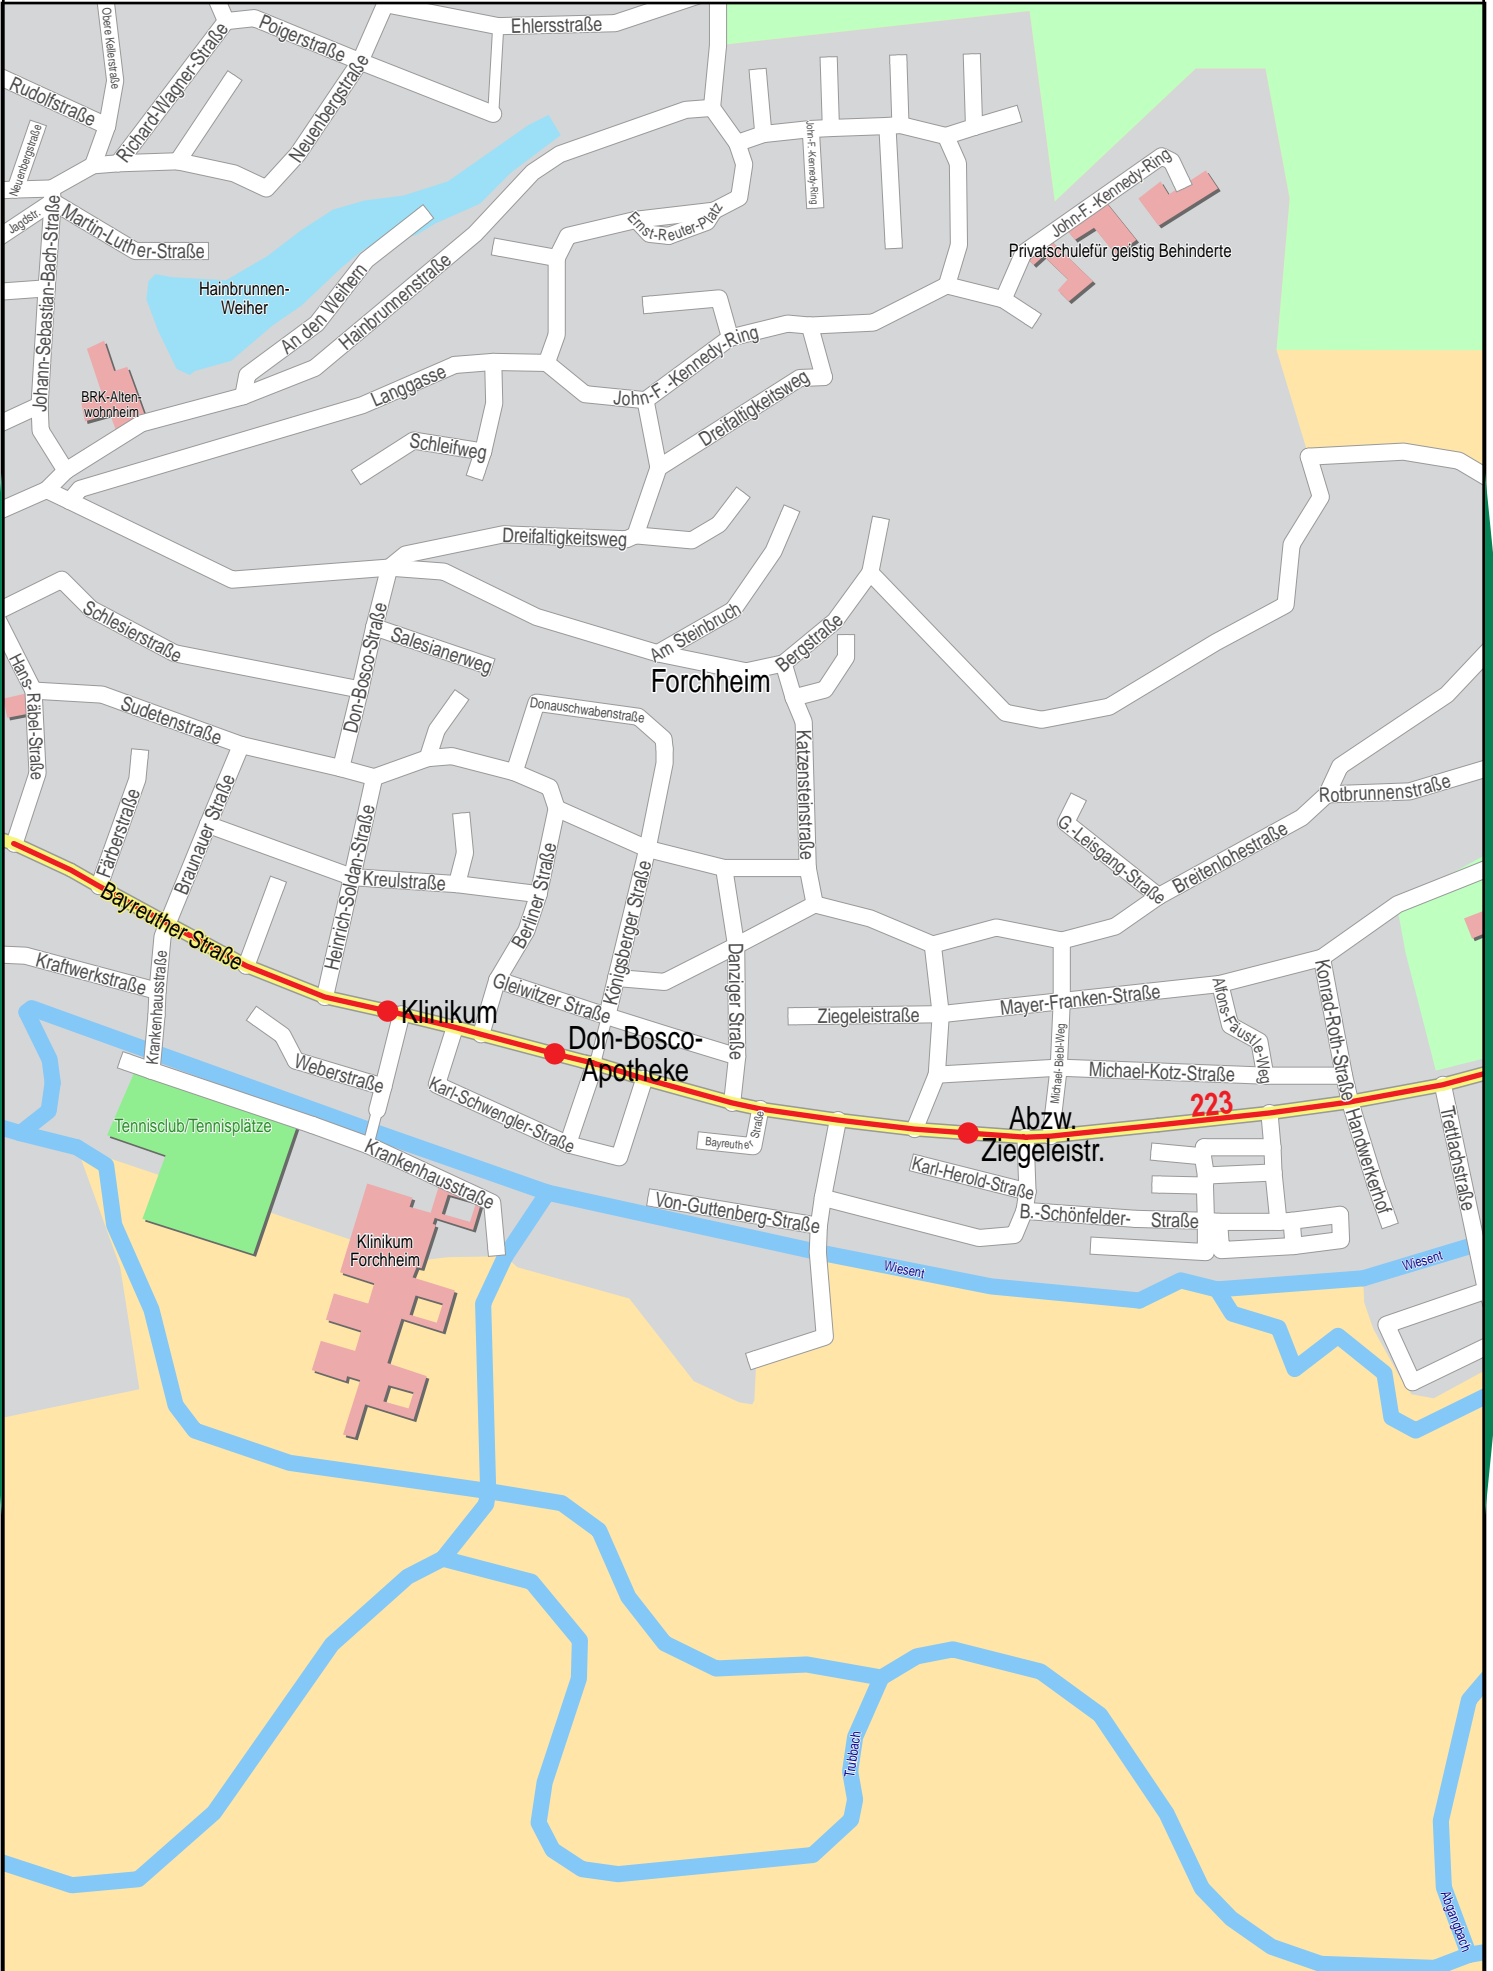 Obere Kellerstraße
Poigerstraße
Ehlersstraße
Rudolfstraße
Richard-Wagner-Straße
Neuenbergstraße
Neuenbergstraße
John-F.-Kennedy-Ring
John-F.-Kennedy-Ring
Jagdstr.
Martin-Luther-Straße
Ernst-Reuter-Platz
Privatschulefür geistig Behinderte
Johann-Sebastian-Bach-Straße
Hainbrunnen-
Weiher
An den Weihern
Hainbrunnenstraße
John-F.-Kennedy-Ring
Langgasse
BRK-Alten-
wohnheim
Dreifaltigkeitsweg
Schleifweg
Dreifaltigkeitsweg
Schlesierstraße
Don-Bosco-Straße
Salesianerweg
Am Steinbruch
Bergstraße
Forchheim
Hans-Räbel-Straße
Sudetenstraße
Donauschwabenstraße
Katzensteinstraße
Rotbrunnenstraße
Färberstraße
Braunauer Straße
Heinrich-Soldan-Straße
G.-Leisgang-Straße
Breitenlohestraße
Kreulstraße
Berliner Straße
Königsberger Straße
Bayreuther Straße
Danziger Straße
Kraftwerkstraße
Krankenhausstraße
Gleiwitzer Straße
Klinikum
Ziegeleistraße
Mayer-Franken-Straße
Alfons-Faustle-Weg
Konrad-Roth-Straße
Don-Bosco-
Apotheke
Michael-Biebl-Weg
Weberstraße
Karl-Schwengler-Straße
Michael-Kotz-Straße
Tennisclub/Tennisplätze
Bayreuther Straße
Abzw.
Ziegeleistr.
223
Handwerkerhof
Trettlachstraße
Krankenhausstraße
Karl-Herold-Straße
Von-Guttenberg-Straße
B.-Schönfelder- Straße
Klinikum
Forchheim
Wiesent
Wiesent
Trubbach
Abgangbach